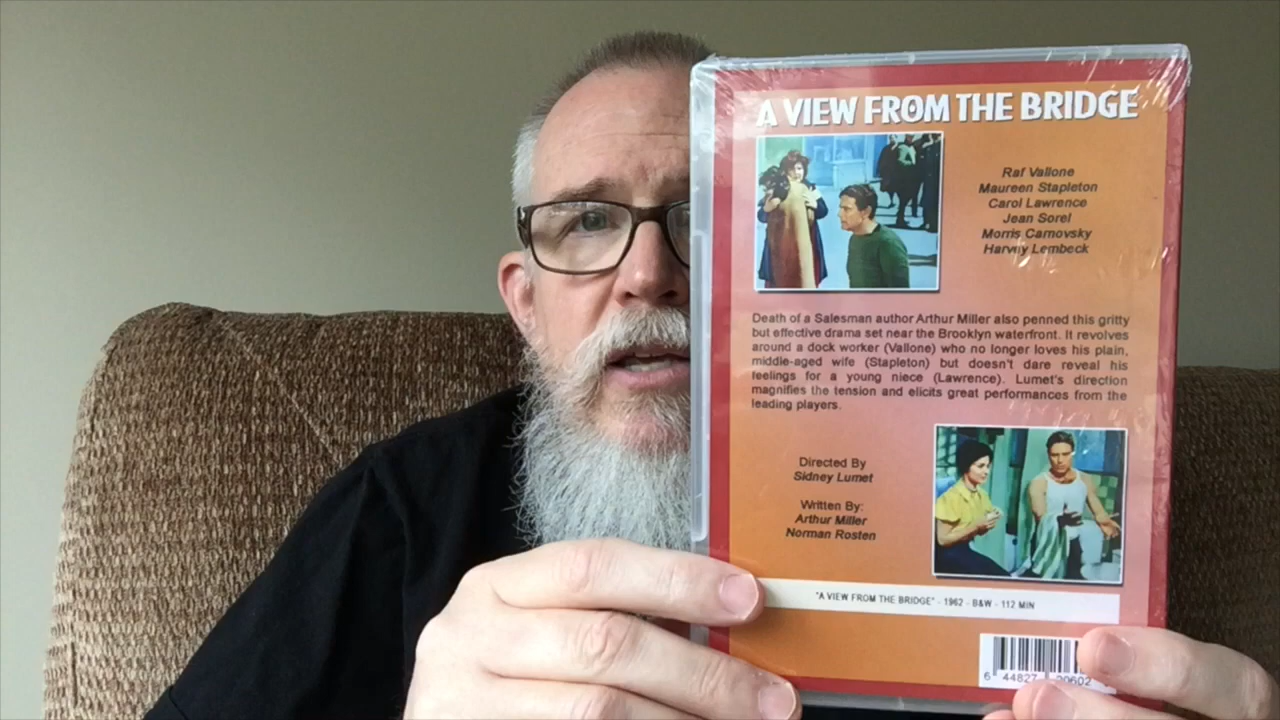 A VIEW FROM THE BRIDGE
Raf Vallone
Maureen Stapleton
Carol Lawrence
Jean Sorel
Morris Carnovsky
Harvey Lembeck
Death of a Salesman author Arthur Miller also penned this gritty
but effective drama set near the Brooklyn waterfront. It revolves
around a dock worker (Vallone) who no longer loves his plain,
middle-aged wife (Stapleton) but doesn't dare reveal his
feelings for a young niece (Lawrence). Lumet's direction
magnifies the tension and elicits great performances from the
leading players.
Directed By
Sidney Lumet
Written By:
Arthur Miller
Norman Rosten
"A VIEW FROM THE BRIDGE" - 1962 - B&W - 112 MIN
6 44827 20602